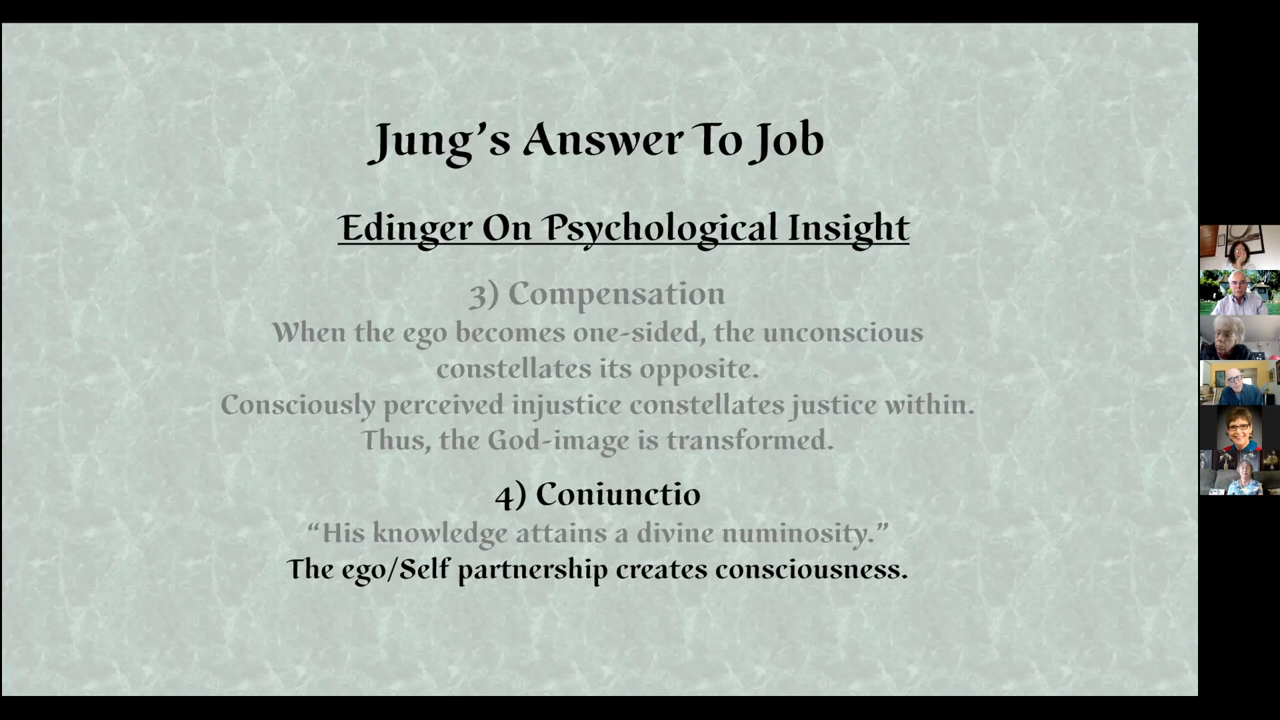 Jung’s Answer To Job
Edinger On Psychological Insight
3) Compensation
When the ego becomes one-sided, the unconscious
constellates its opposite.
Consciously perceived injustice constellates justice within.
Thus, the God-image is transformed.
4) Coniunctio
“His knowledge attains a divine numinosity.”
The ego/Self partnership creates consciousness.